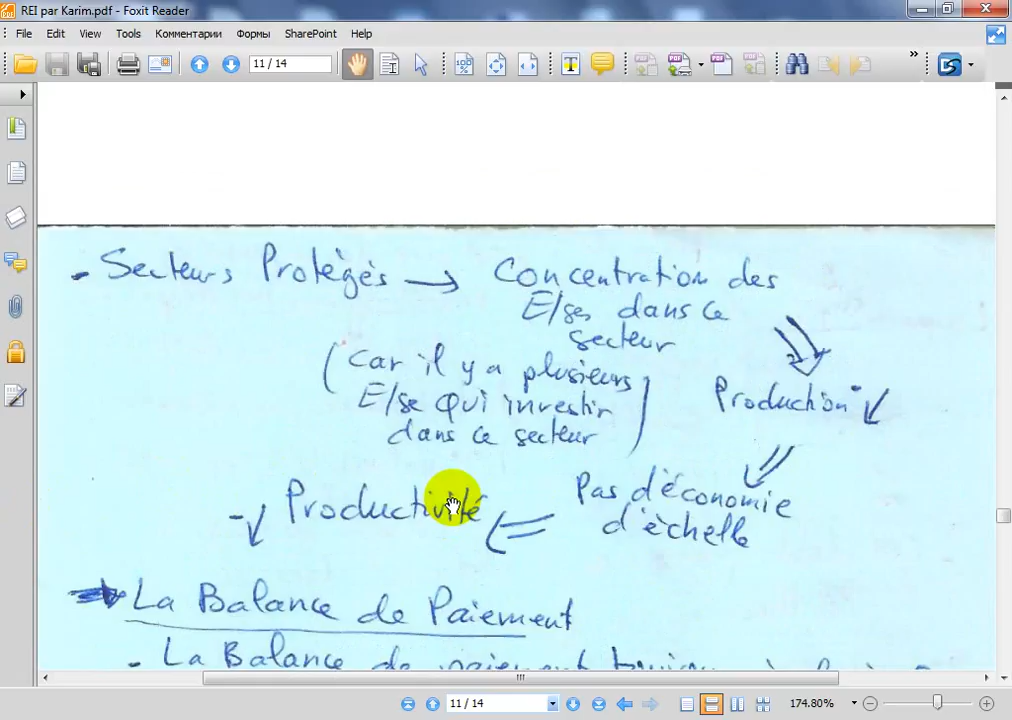 REI par Karim.pdf - Foxit Reader
File Edit View Tools Комментарии Формы SharePoint Help
11 / 14
- Secteurs Protégés → Concentration des
E/ses dans ce
secteur
(car il y a plusieurs
E/se qui investir
dans ce secteur)
Production ↓
Pas d'économie
d'échelle
Productivité ↓
→ La Balance de Paiement
- La Balance de paiement
11 / 14
174.80%